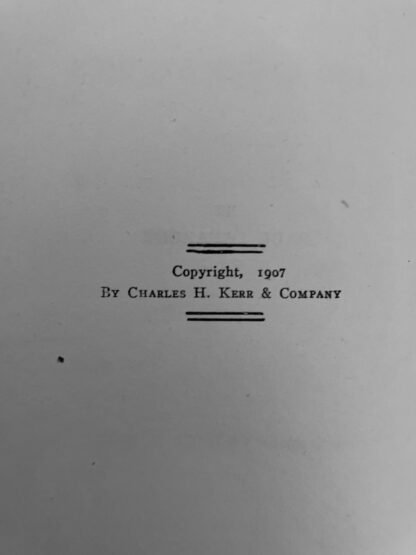 Copyright, 1907
By Charles H. Kerr & Company